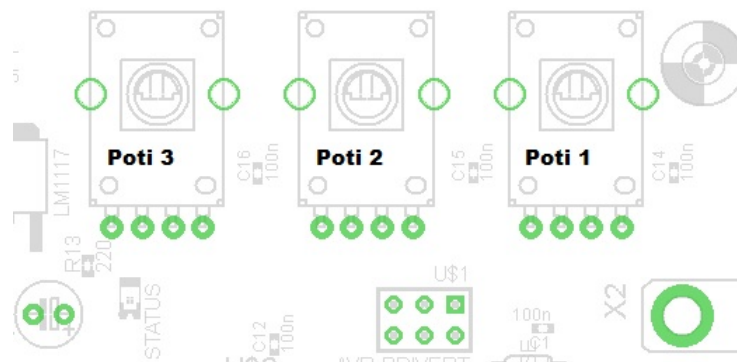 Poti 3
Poti 2
Poti 1
C16
100n
C15
100n
C14
100n
LM1117
R13
220
STATUS
U$1
X2
100n
C1
C12
100n